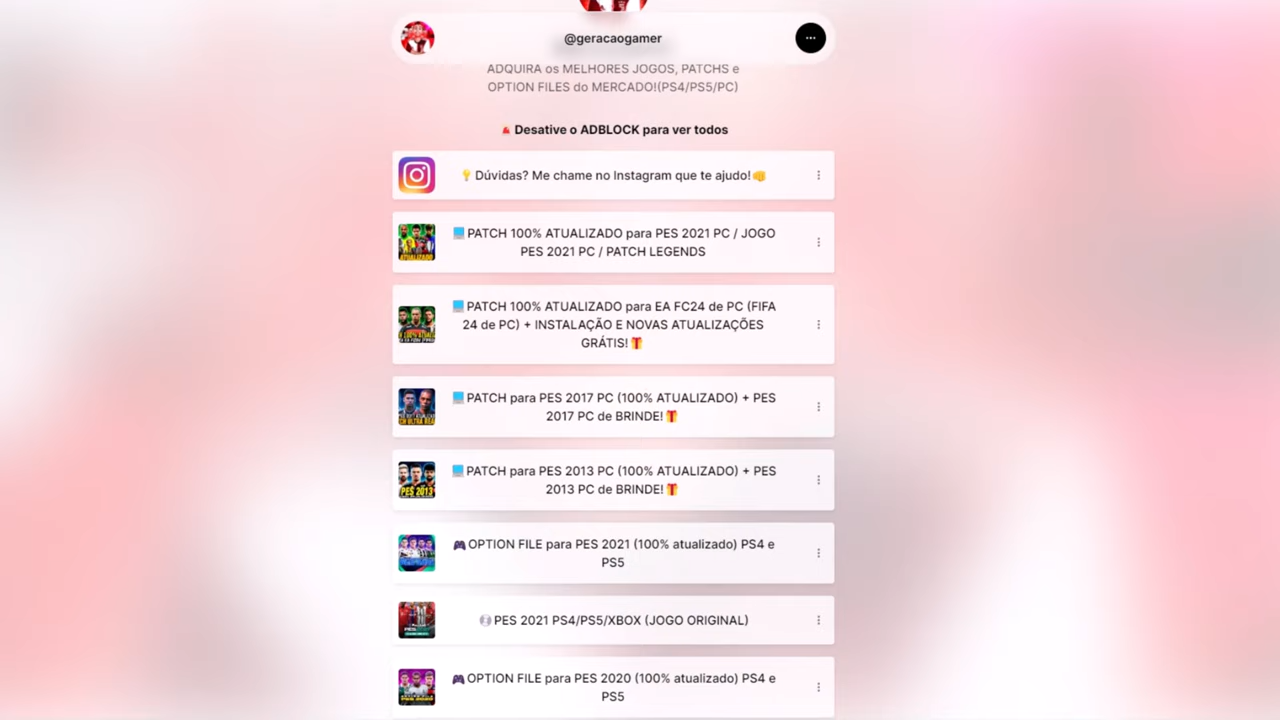 @geracaogamer
ADQUIRA os MELHORES JOGOS, PATCHS e
OPTION FILES do MERCADO!(PS4/PS5/PC)
Desative o ADBLOCK para ver todos
Dúvidas? Me chame no Instagram que te ajudo!
PATCH 100% ATUALIZADO para PES 2021 PC / JOGO
PES 2021 PC / PATCH LEGENDS
ATUALIZADO
PATCH 100% ATUALIZADO para EA FC24 de PC (FIFA
24 de PC) + INSTALAÇÃO E NOVAS ATUALIZAÇÕES
GRÁTIS!
PATCH para PES 2017 PC (100% ATUALIZADO) + PES
2017 PC de BRINDE!
PATCH para PES 2013 PC (100% ATUALIZADO) + PES
2013 PC de BRINDE!
PES 2013
OPTION FILE para PES 2021 (100% atualizado) PS4 e
PS5
PES 2021 PS4/PS5/XBOX (JOGO ORIGINAL)
OPTION FILE para PES 2020 (100% atualizado) PS4 e
PS5